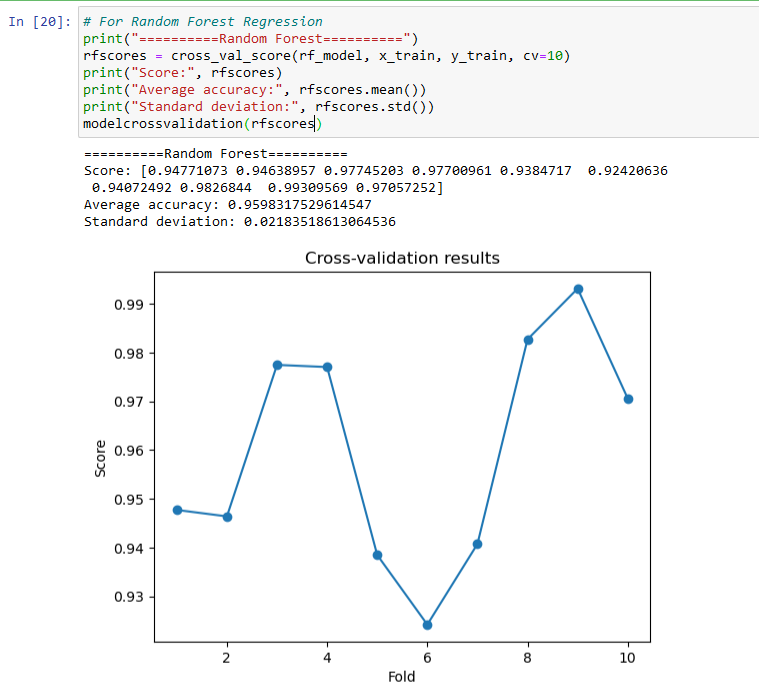 In [20]: # For Random Forest Regression
print("==========Random Forest==========")
rfscores = cross_val_score(rf_model, x_train, y_train, cv=10)
print("Score:", rfscores)
print("Average accuracy:", rfscores.mean())
print("Standard deviation:", rfscores.std())
modelcrossvalidation(rfscores)
==========Random Forest==========
Score: [0.94771073 0.94638957 0.97745203 0.97700961 0.9384717  0.92420636
 0.94072492 0.9826844  0.99309569 0.97057252]
Average accuracy: 0.9598317529614547
Standard deviation: 0.02183518613064536
Cross-validation results
0.99
0.98
0.97
0.96
0.95
0.94
0.93
Score
2 4 6 8 10
Fold